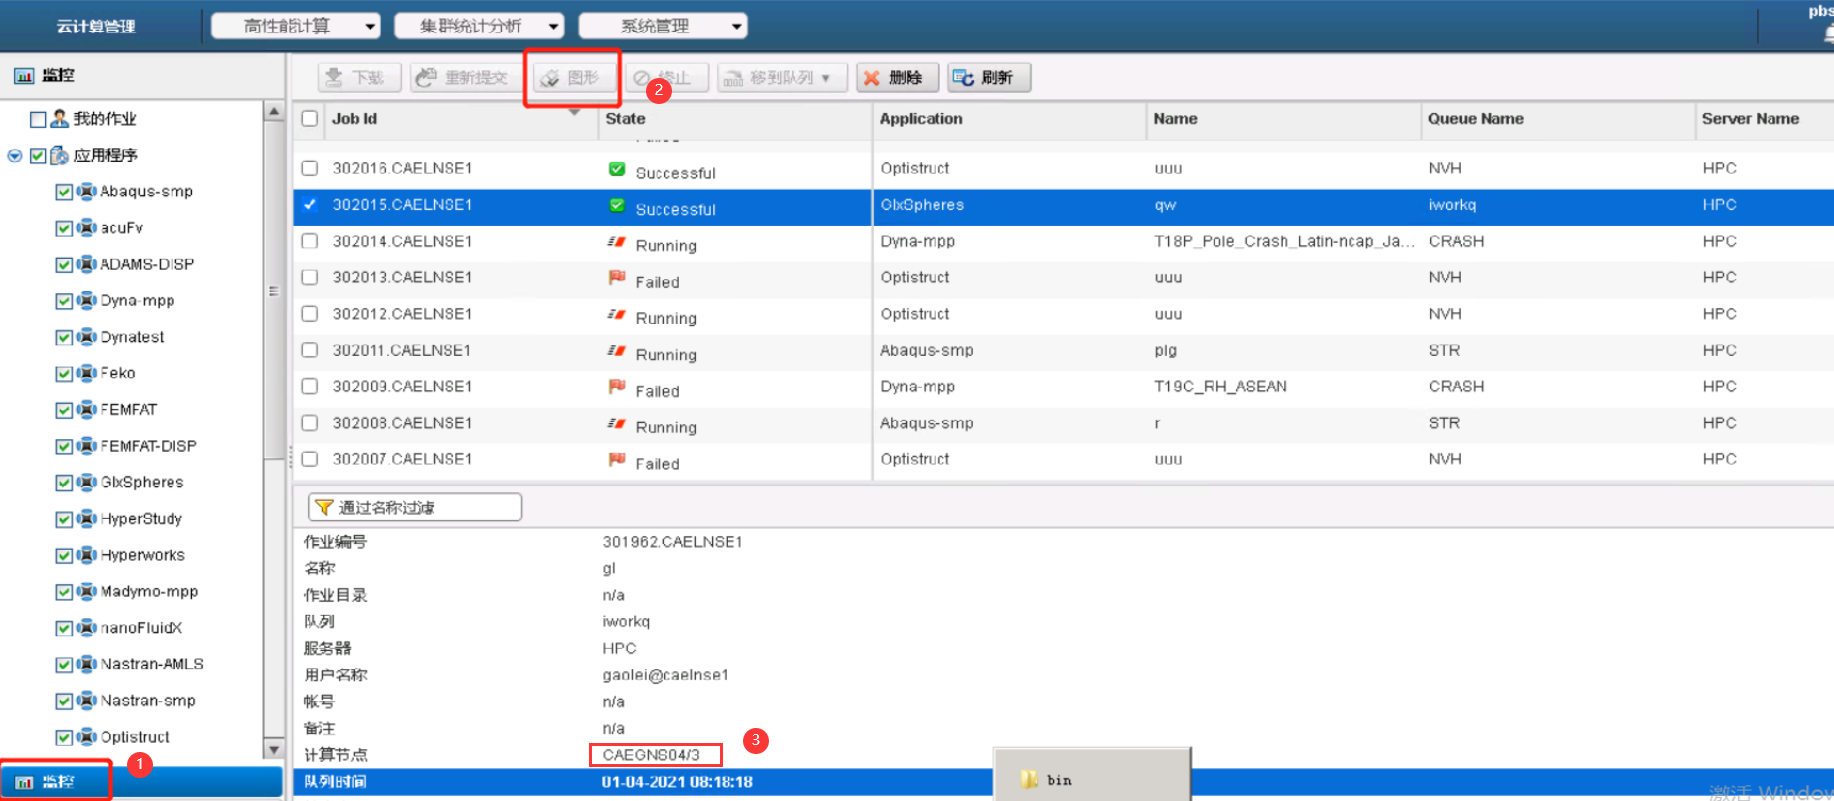 云计算管理
高性能计算
集群统计分析
系统管理
pbs
监控
下载
重新提交
图形
终止
2
移到队列
删除
刷新
我的作业
应用程序
Abaqus-smp
acuFv
ADAMS-DISP
Dyna-mpp
Dynatest
Feko
FEMFAT
FEMFAT-DISP
GlxSpheres
HyperStudy
Hyperworks
Madymo-mpp
nanoFluidX
Nastran-AMLS
Nastran-smp
Optistruct
监控
1
Job Id State Application Name Queue Name Server Name
302016.CAELNSE1 Successful Optistruct uuu NVH HPC
302015.CAELNSE1 Successful GlxSpheres qw iworkq HPC
302014.CAELNSE1 Running Dyna-mpp T18P_Pole_Crash_Latin-ncap_Ja... CRASH HPC
302013.CAELNSE1 Failed Optistruct uuu NVH HPC
302012.CAELNSE1 Running Optistruct uuu NVH HPC
302011.CAELNSE1 Running Abaqus-smp plg STR HPC
302009.CAELNSE1 Failed Dyna-mpp T19C_RH_ASEAN CRASH HPC
302008.CAELNSE1 Running Abaqus-smp r STR HPC
302007.CAELNSE1 Failed Optistruct uuu NVH HPC
通过名称过滤
作业编号 301962.CAELNSE1
名称 gl
作业目录 n/a
队列 iworkq
服务器 HPC
用户名称 gaolei@caelnse1
帐号 n/a
备注 n/a
计算节点 CAEGNS04/3
3
队列时间 01-04-2021 08:18:18
bin
激活 Window